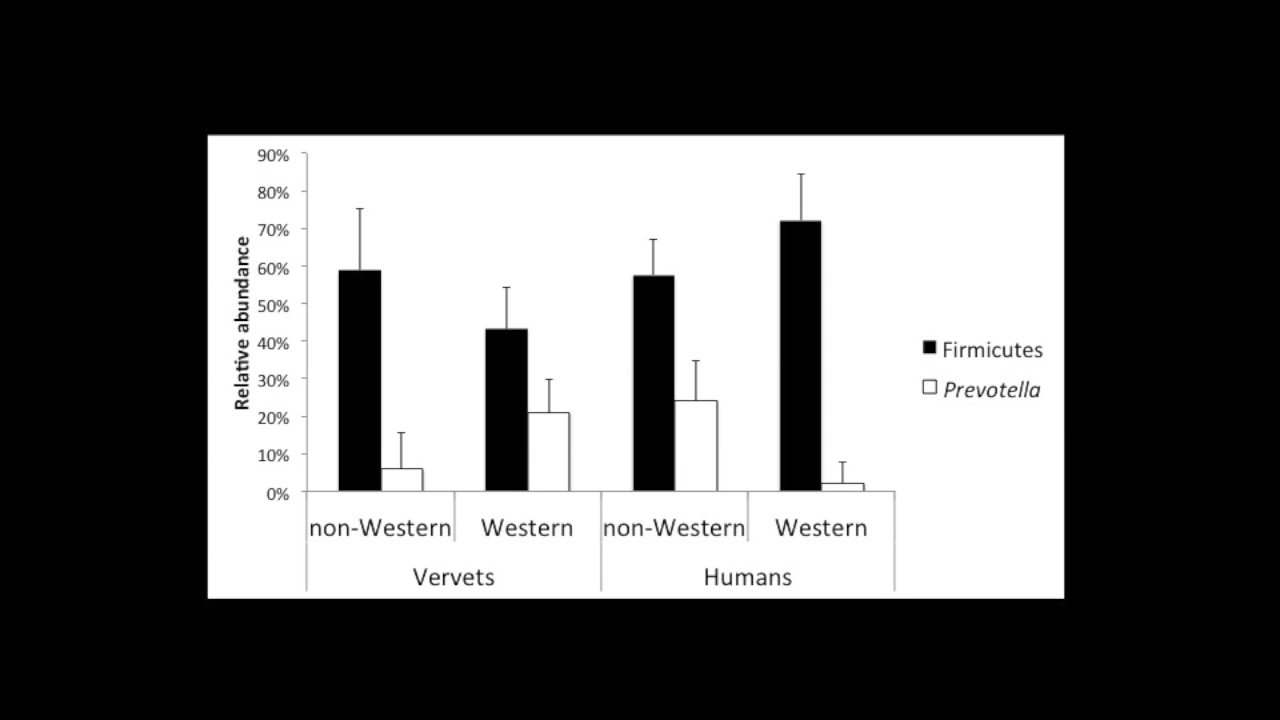 90%
80%
70%
60%
50%
40%
30%
20%
10%
0%
Relative abundance
non-Western Western non-Western Western
Vervets Humans
Firmicutes
Prevotella